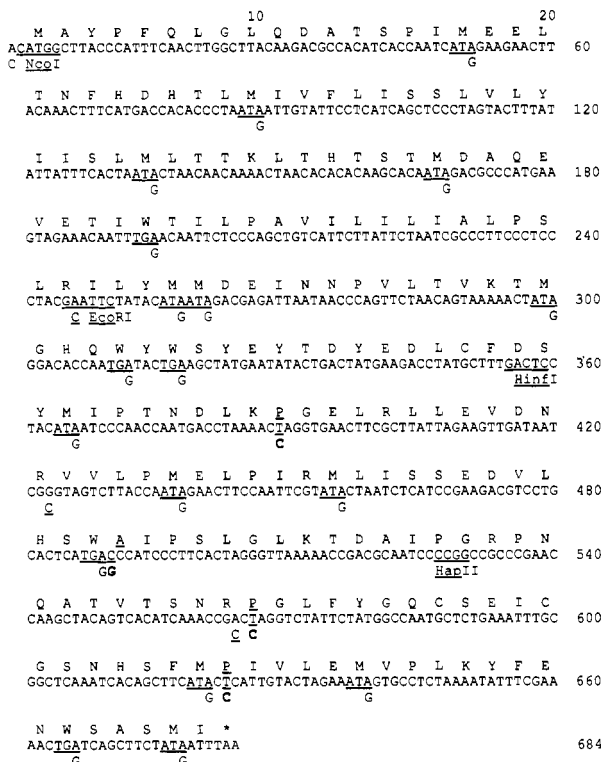 10 20
M A Y P F Q L G L Q D A T S P I M E E L
ACATGGCTTACCCATTTCAACTTGGCTTACAAGACGCCACATCACCAATCATAGAAGAACTT 60
C NcoI G
T N F H D H T L M I V F L I S S L V L Y
ACAAACTTTCATGACCACACCCTAATAATTGTATTCCTCATCAGCTCCCTAGTACTTTAT 120
G
I I S L M L T T K L T H T S T M D A Q E
ATTATTTCACTAATACTAACAACAAAACTAACACACACAAGCACAATAGACGCCCATGAA 180
G G
V E T I W T I L P A V I L I L I A L P S
GTAGAAACAATTTGAACAATTCTCCCAGCTGTCATTCTTATTCTAATCGCCCTTCCCTCC 240
G
L R I L Y M M D E I N N P V L T V K T M
CTACGAATTCTATACATAATAGACGAGATTAATAACCCAGTTCTAACAGTAAAAACTATA 300
C EcoRI G G G
G H Q W Y W S Y E Y T D Y E D L C F D S
GGACACCAATGATACTGAAGCTATGAATATACTGACTATGAAGACCTATGCTTTGACTCC 360
G G HinfI
Y M I P T N D L K P G E L R L L E V D N
TACATAATCCCAACCAATGACCTAAAACTAGGTGAACTTCGCTTATTAGAAGTTGATAAT 420
G C
R V V L P M E L P I R M L I S S E D V L
CGGGTAGTCTTACCAATAGAACTTCCAATTCGTATACTAATCTCATCCGAAGACGTCCTG 480
C G G
H S W A I P S L G L K T D A I P G R P N
CACTCATGACCCATCCCTTCACTAGGGTTAAAAACCGACGCAATCCCCGGCCGCCCGAAC 540
GG HapII
Q A T V T S N R P G L F Y G Q C S E I C
CAAGCTACAGTCACATCAAACCGACTAGGTCTATTCTATGGCCAATGCTCTGAAATTTGC 600
C C
G S N H S F M P I V L E M V P L K Y F E
GGCTCAAATCACAGCTTCATACTCATTGTACTAGAAATAGTGCCTCTAAAATATTTCGAA 660
G C G
N W S A S M I *
AACTGATCAGCTTCTATAATTTAA 684
G G